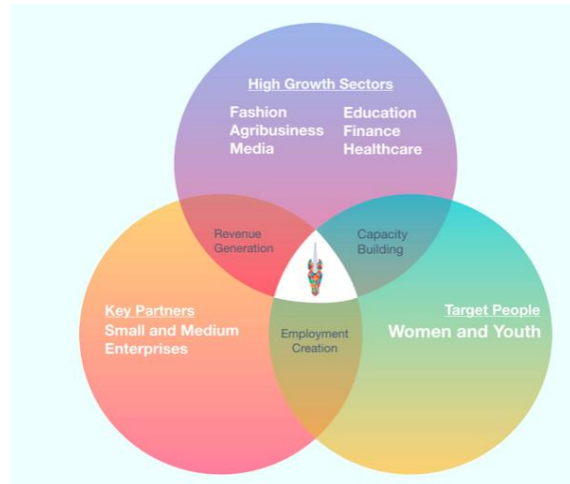 High Growth Sectors
Fashion
Agribusiness
Media
Education
Finance
Healthcare
Revenue
Generation
Capacity
Building
Key Partners
Small and Medium
Enterprises
Target People
Women and Youth
Employment
Creation